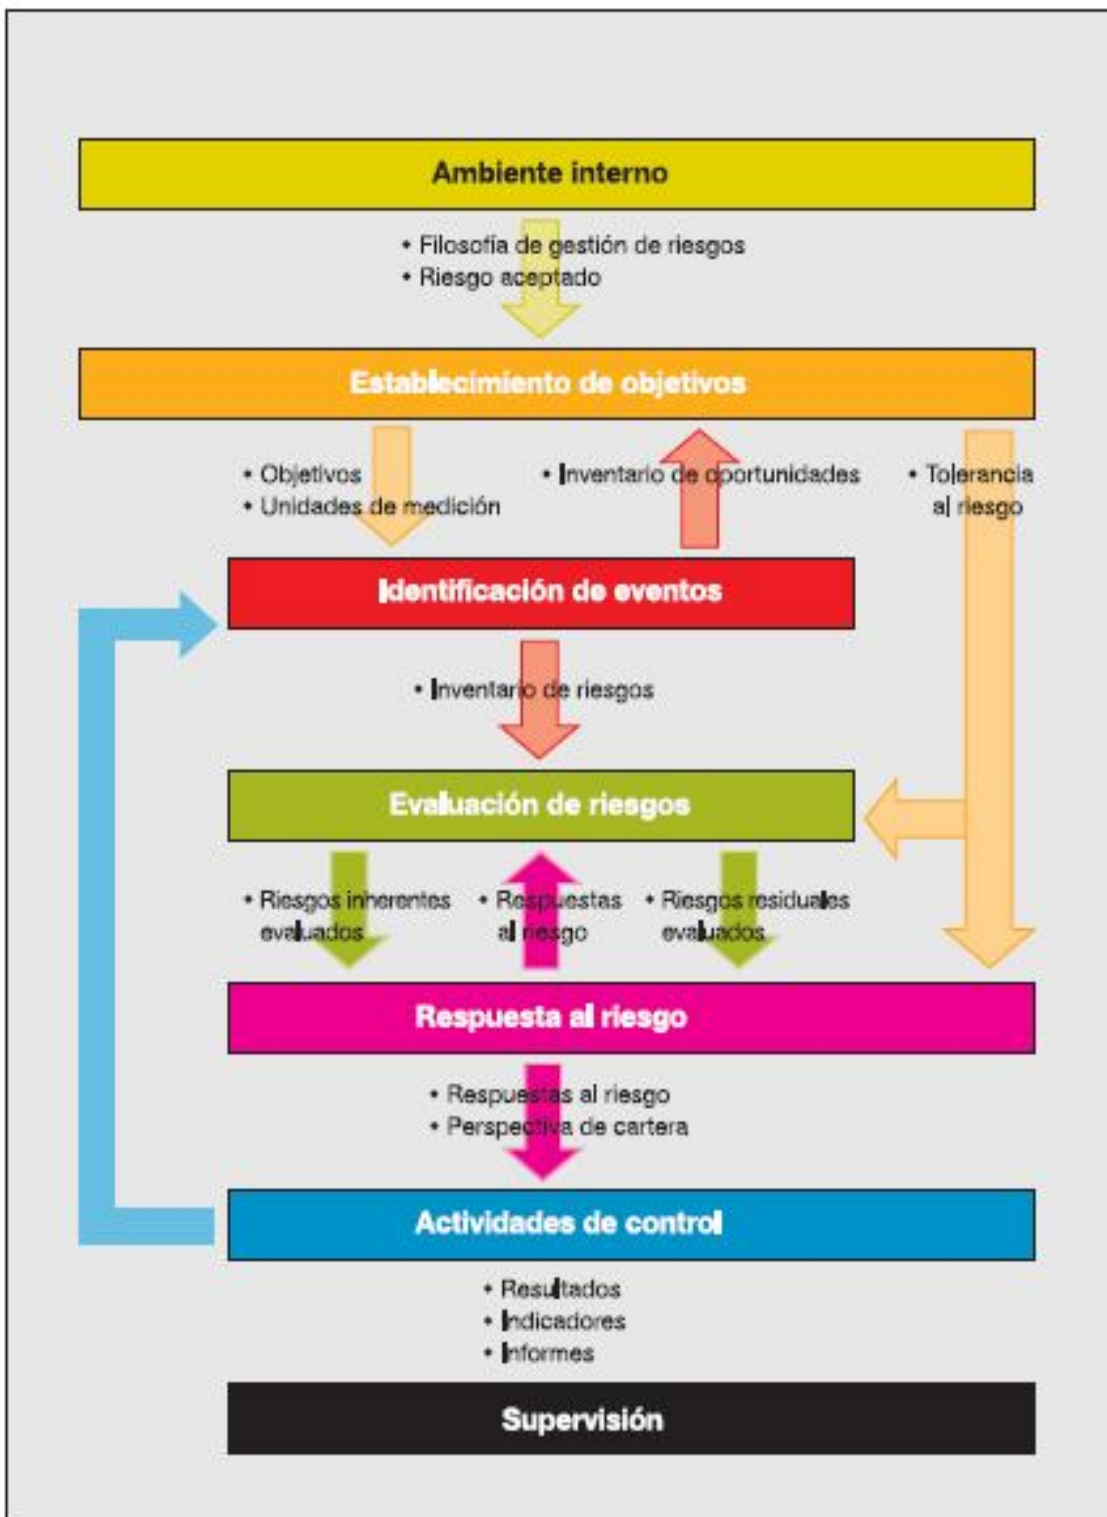 Ambiente interno
• Filosofía de gestión de riesgos
• Riesgo aceptado
Establecimiento de objetivos
• Objetivos
• Unidades de medición
• Inventario de oportunidades
• Tolerancia
al riesgo
Identificación de eventos
• Inventario de riesgos
Evaluación de riesgos
• Riesgos inherentes
evaluados
• Respuestas
al riesgo
• Riesgos residuales
evaluados
Respuesta al riesgo
• Respuestas al riesgo
• Perspectiva de cartera
Actividades de control
• Resultados
• Indicadores
• Informes
Supervisión